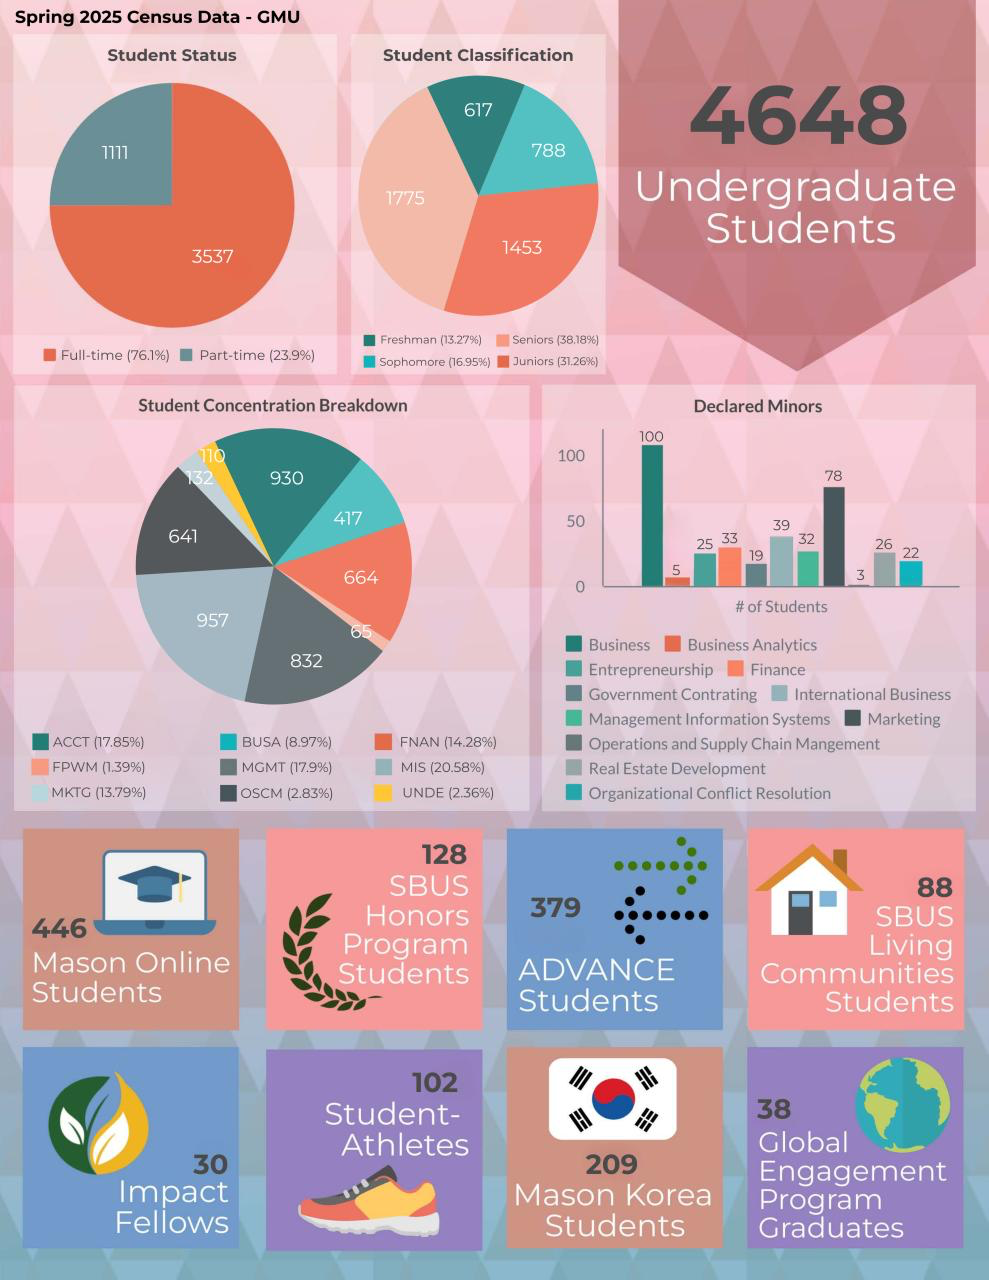 Spring 2025 Census Data - GMU
Student Status
1111
3537
Full-time (76.1%) Part-time (23.9%)
Student Classification
617
788
1775
1453
Freshman (13.27%) Seniors (38.18%)
Sophomore (16.95%) Juniors (31.26%)
4648
Undergraduate
Students
Student Concentration Breakdown
110
132
930
417
641
664
957
65
832
ACCT (17.85%) BUSA (8.97%) FNAN (14.28%)
FPWM (1.39%) MGMT (17.9%) MIS (20.58%)
MKTG (13.79%) OSCM (2.83%) UNDE (2.36%)
Declared Minors
100
50
0
100
5
25
33
19
39
32
78
3
26
22
# of Students
Business Business Analytics
Entrepreneurship Finance
Government Contrating International Business
Management Information Systems Marketing
Operations and Supply Chain Mangement
Real Estate Development
Organizational Conflict Resolution
446
Mason Online
Students
128
SBUS
Honors
Program
Students
379
ADVANCE
Students
88
SBUS
Living
Communities
Students
30
Impact
Fellows
102
Student-
Athletes
209
Mason Korea
Students
38
Global
Engagement
Program
Graduates